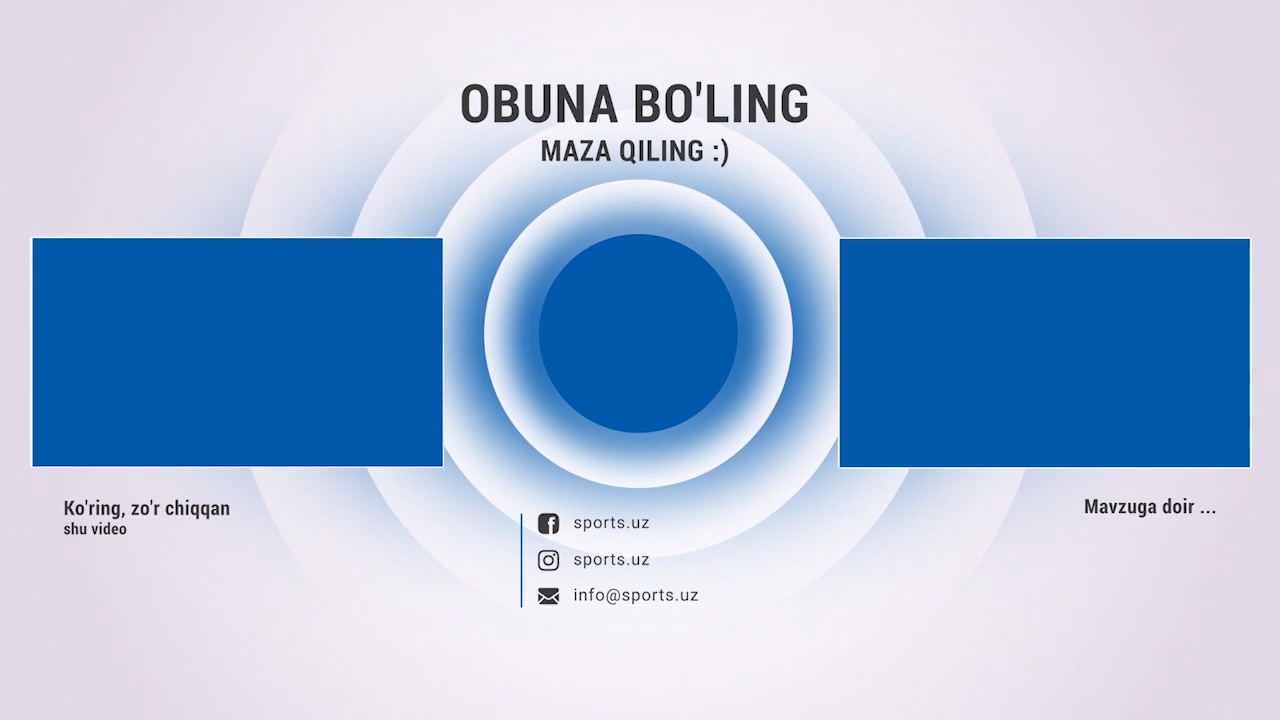 OBUNA BO'LING
MAZA QILING :)
Ko'ring, zo'r chiqqan
shu video
Mavzuga doir ...
sports.uz
sports.uz
info@sports.uz